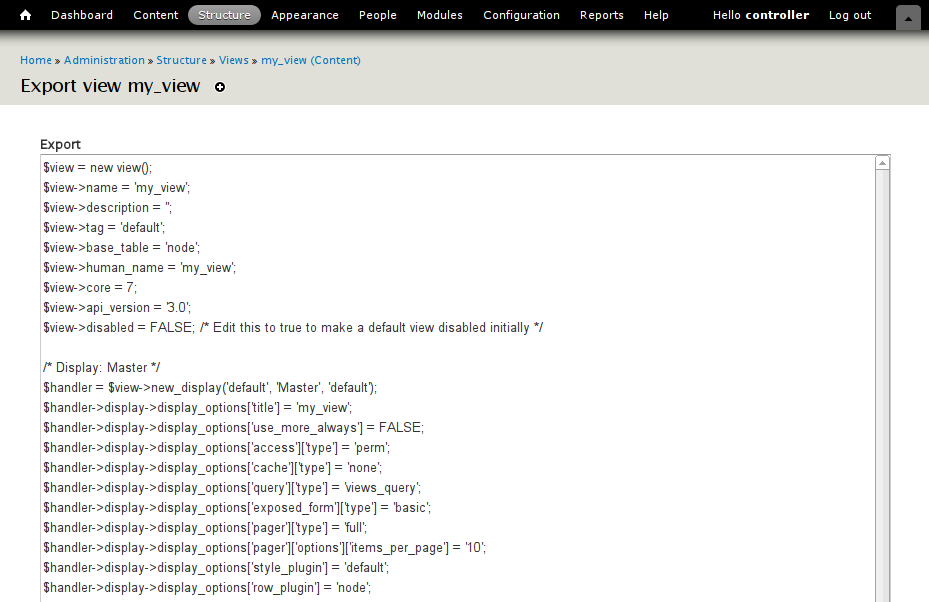 Dashboard Content Structure Appearance People Modules Configuration Reports Help Hello controller Log out
Home » Administration » Structure » Views » my_view (Content)
Export view my_view
Export
$view = new view();
$view->name = 'my_view';
$view->description = '';
$view->tag = 'default';
$view->base_table = 'node';
$view->human_name = 'my_view';
$view->core = 7;
$view->api_version = '3.0';
$view->disabled = FALSE; /* Edit this to true to make a default view disabled initially */
/* Display: Master */
$handler = $view->new_display('default', 'Master', 'default');
$handler->display->display_options['title'] = 'my_view';
$handler->display->display_options['use_more_always'] = FALSE;
$handler->display->display_options['access']['type'] = 'perm';
$handler->display->display_options['cache']['type'] = 'none';
$handler->display->display_options['query']['type'] = 'views_query';
$handler->display->display_options['exposed_form']['type'] = 'basic';
$handler->display->display_options['pager']['type'] = 'full';
$handler->display->display_options['pager']['options']['items_per_page'] = '10';
$handler->display->display_options['style_plugin'] = 'default';
$handler->display->display_options['row_plugin'] = 'node';